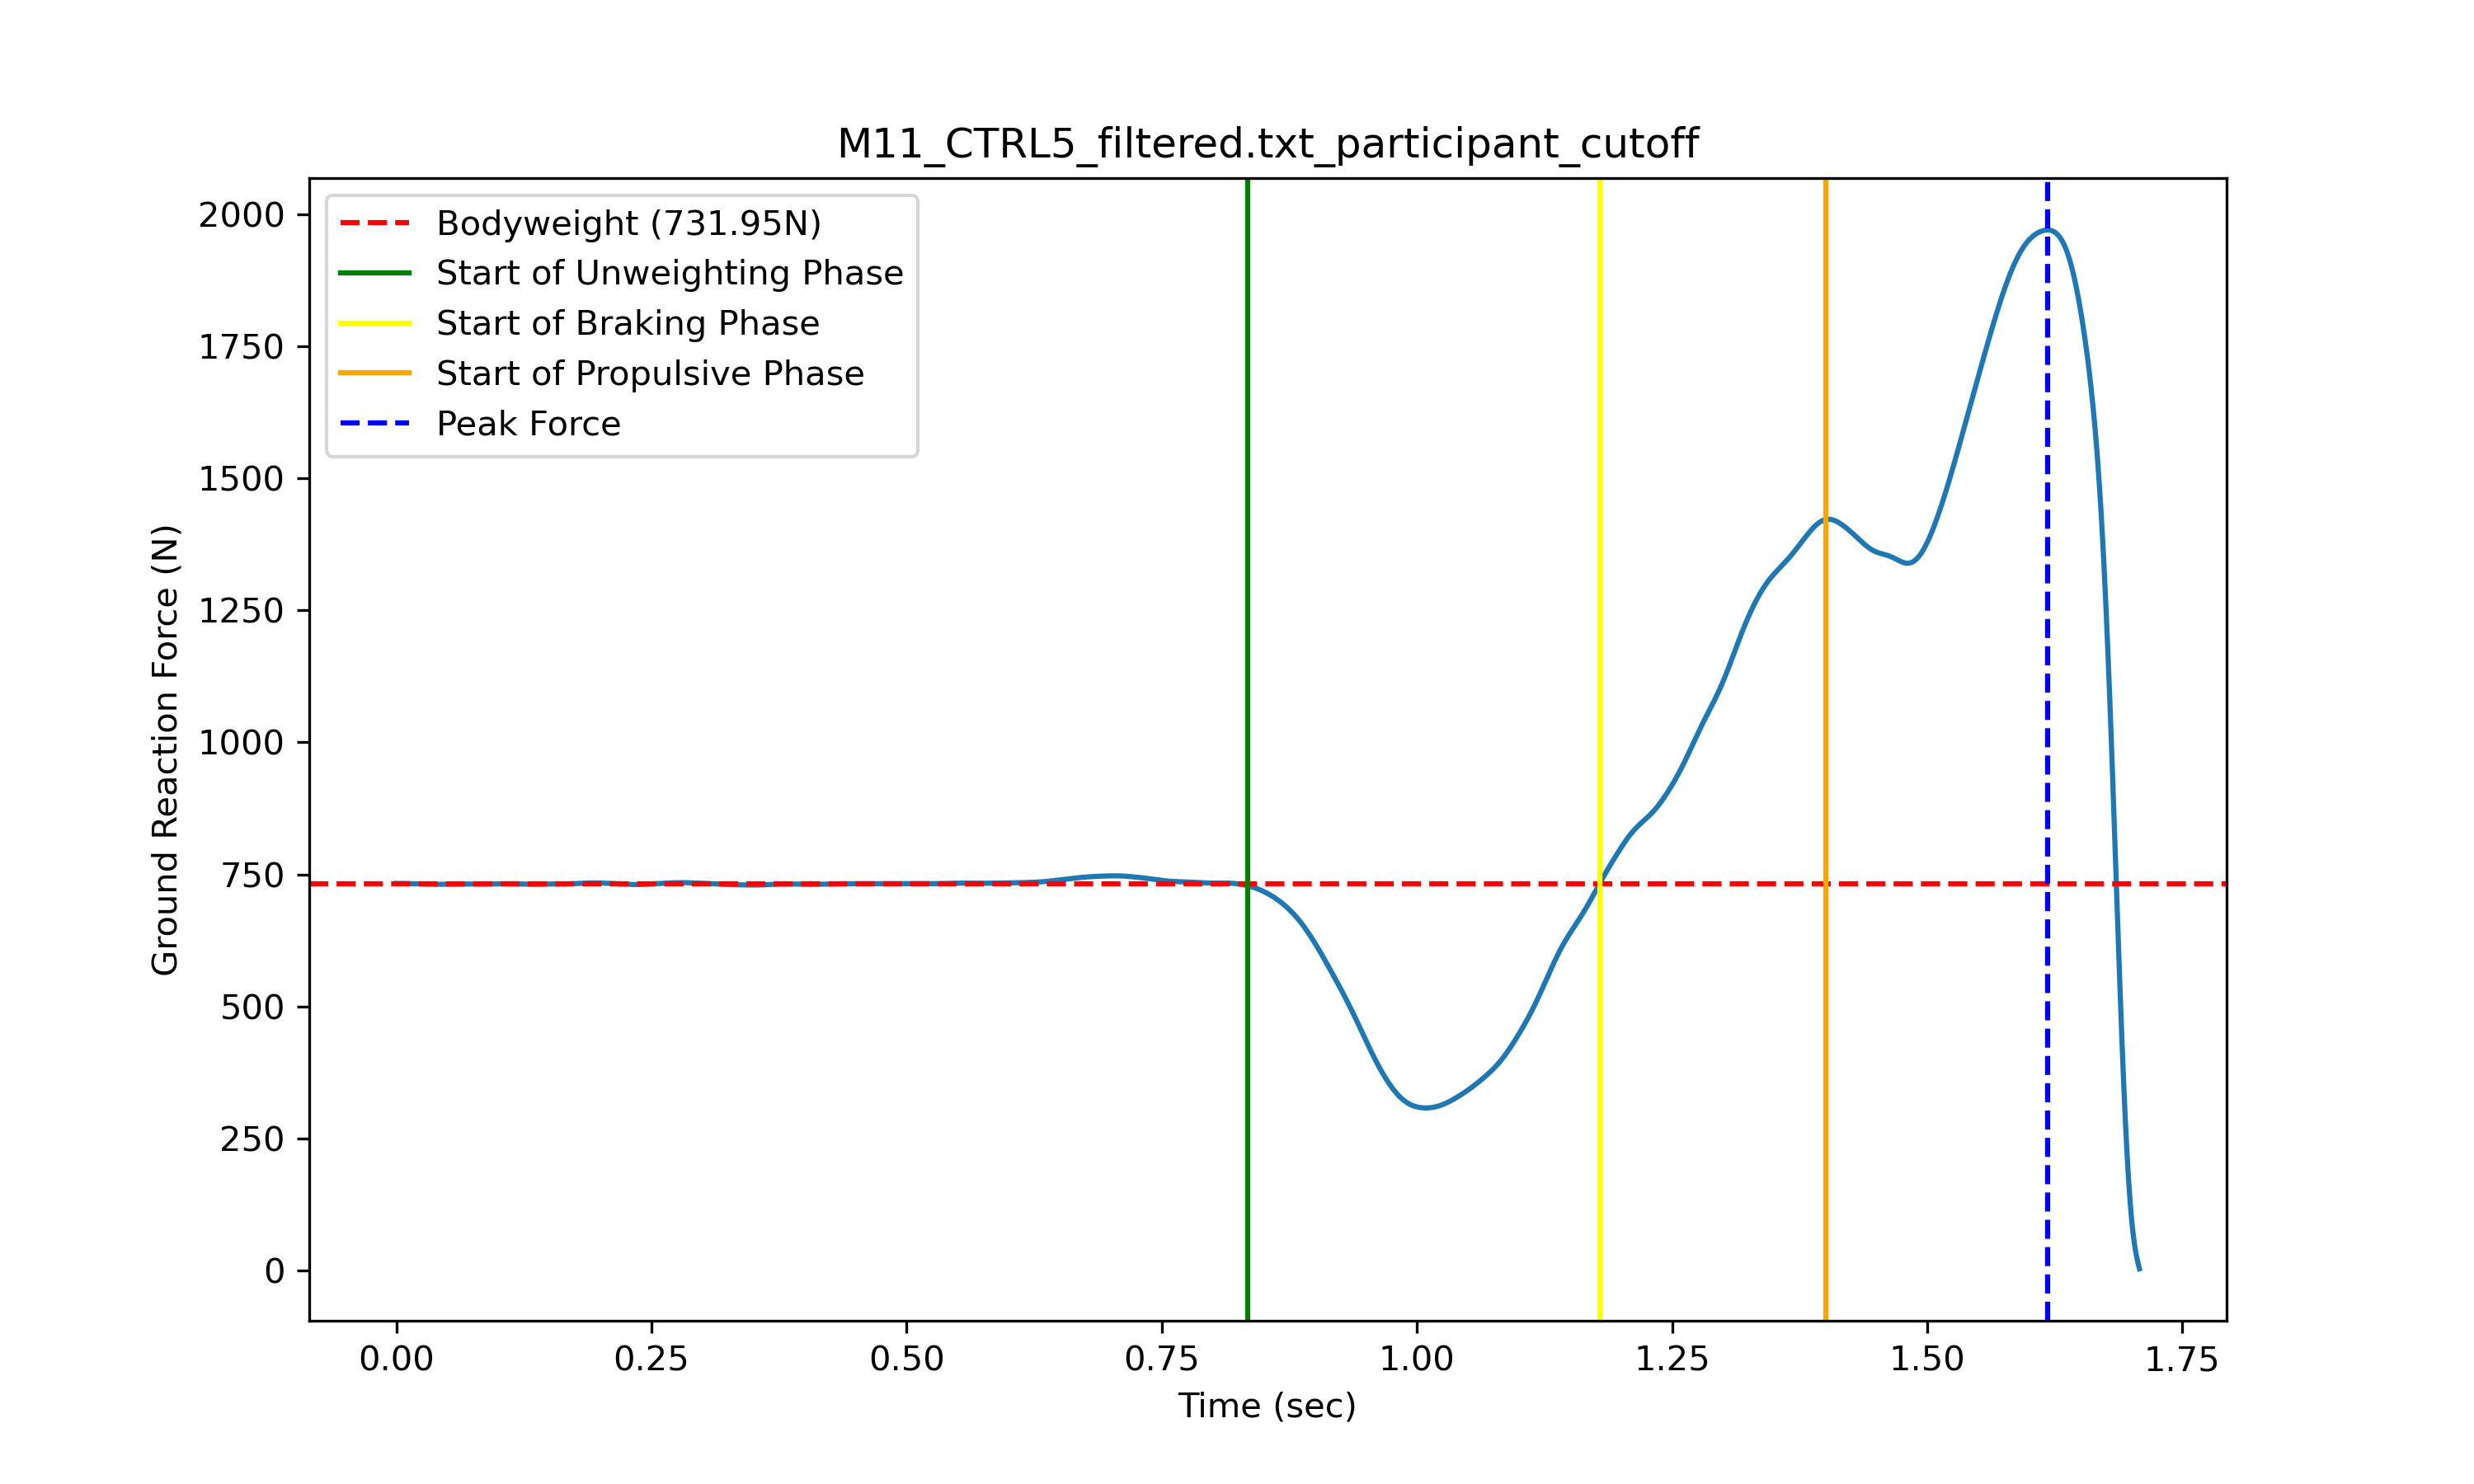 M11_CTRL5_filtered.txt_participant_cutoff
Bodyweight (731.95N)
Start of Unweighting Phase
Start of Braking Phase
Start of Propulsive Phase
Peak Force
Ground Reaction Force (N)
2000
1750
1500
1250
1000
750
500
250
0
0.00 0.25 0.50 0.75 1.00 1.25 1.50 1.75
Time (sec)